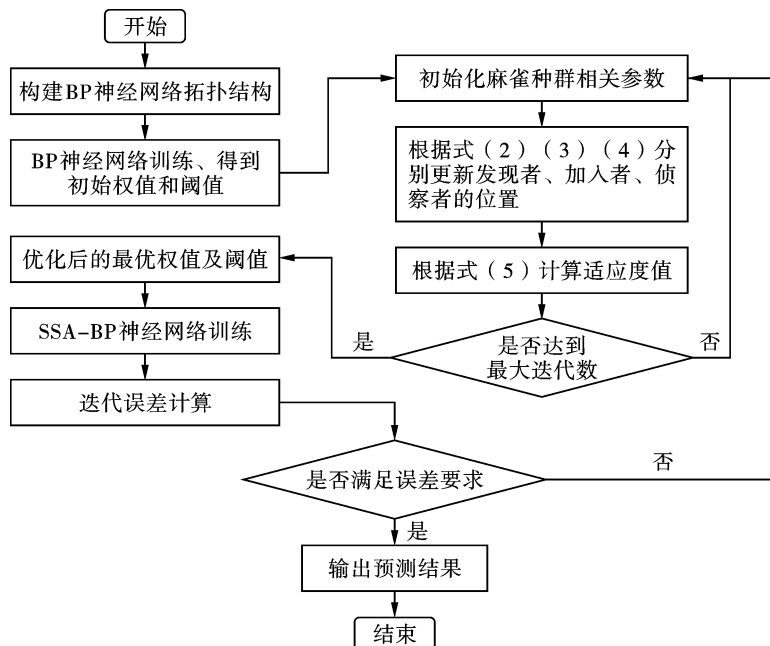 开始
构建BP神经网络拓扑结构
BP神经网络训练、得到
初始权值和阈值
初始化麻雀种群相关参数
根据式(2)(3)(4)分
别更新发现者、加入者、侦
察者的位置
根据式(5)计算适应度值
是否达到
最大迭代数
是
否
优化后的最优权值及阈值
SSA-BP神经网络训练
迭代误差计算
是否满足误差要求
否
是
输出预测结果
结束